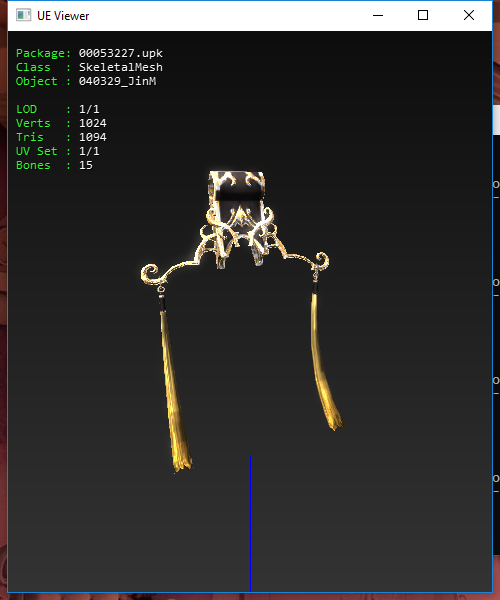 UE Viewer
Package: 00053227.upk
Class : SkeletalMesh
Object : 040329_JinM
LOD : 1/1
Verts : 1024
Tris : 1094
UV Set : 1/1
Bones : 15